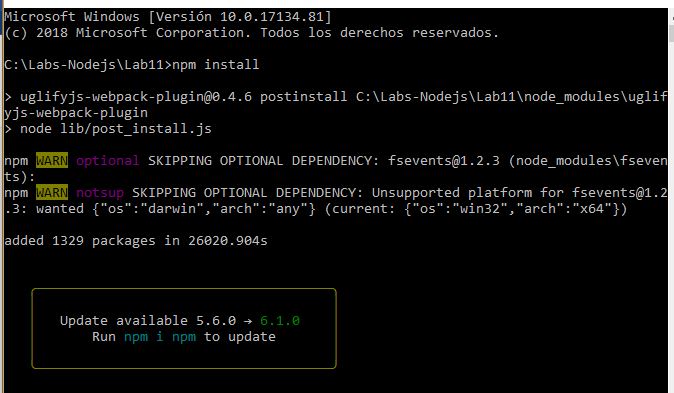 Microsoft Windows [Versión 10.0.17134.81]
(c) 2018 Microsoft Corporation. Todos los derechos reservados.
C:\Labs-Nodejs\Lab11>npm install
> uglifyjs-webpack-plugin@0.4.6 postinstall C:\Labs-Nodejs\Lab11\node_modules\uglif
yjs-webpack-plugin
> node lib/post_install.js
npm WARN optional SKIPPING OPTIONAL DEPENDENCY: fsevents@1.2.3 (node_modules\fseven
ts):
npm WARN notsup SKIPPING OPTIONAL DEPENDENCY: Unsupported platform for fsevents@1.2
.3: wanted {"os":"darwin","arch":"any"} (current: {"os":"win32","arch":"x64"})
added 1329 packages in 26020.904s
Update available 5.6.0 → 6.1.0
Run npm i npm to update